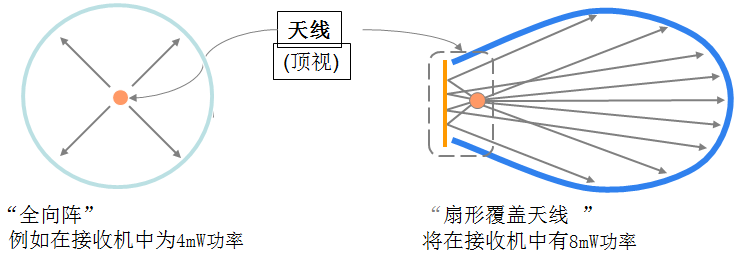 天线
(顶视)
“全向阵”
例如在接收机中为4mW功率
“扇形覆盖天线 ”
将在接收机中有8mW功率